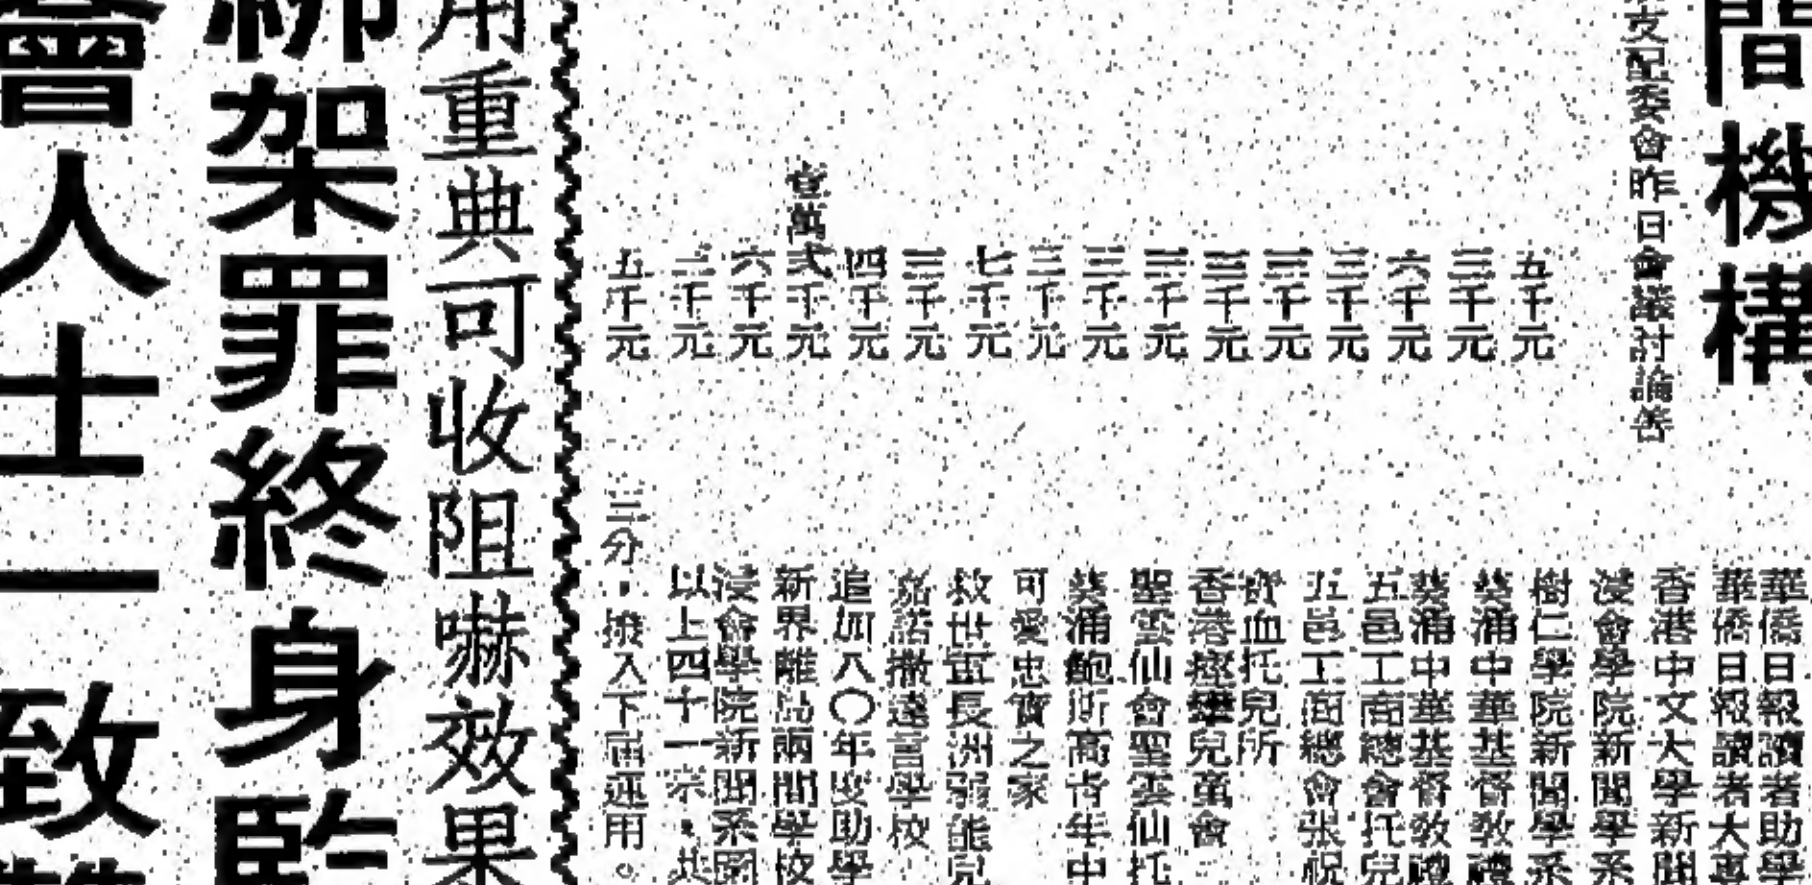 間機構
支配委會昨日會議討論善
五千元
三千元
六千元
三千元
三千元
三千元
三千元
三千元
三千元
七千元
三千元
四千元
壹萬弍千元
六千元
二千元
五千元
華僑日報讀者助學
華僑日報讀者大專
香港中文大學新聞
浸會學院新聞學系
樹仁學院新聞學系
葵涌中華基督教禮
葵涌中華基督教禮
五邑工商總會托兒
五邑工商總會張祝
寶血托兒所
香港痙攣兒童會
聖雲仙會聖雲仙托
葵涌鮑斯高青年中
可愛忠實之家
救世軍長洲弱能兒
嘉諾撒達言學校
追加八〇年度助學
新界離島兩間學校
浸會學院新聞系圖
以上四十一宗,共
三分,撥入下屆運用。
用重典可收阻嚇效果
綁架罪終身監
會人士一致